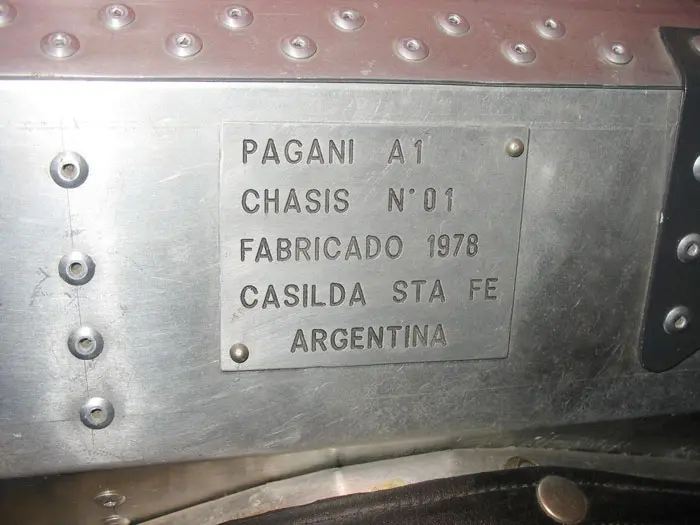 PAGANI A1
CHASIS N°01
FABRICADO 1978
CASILDA STA FE
ARGENTINA